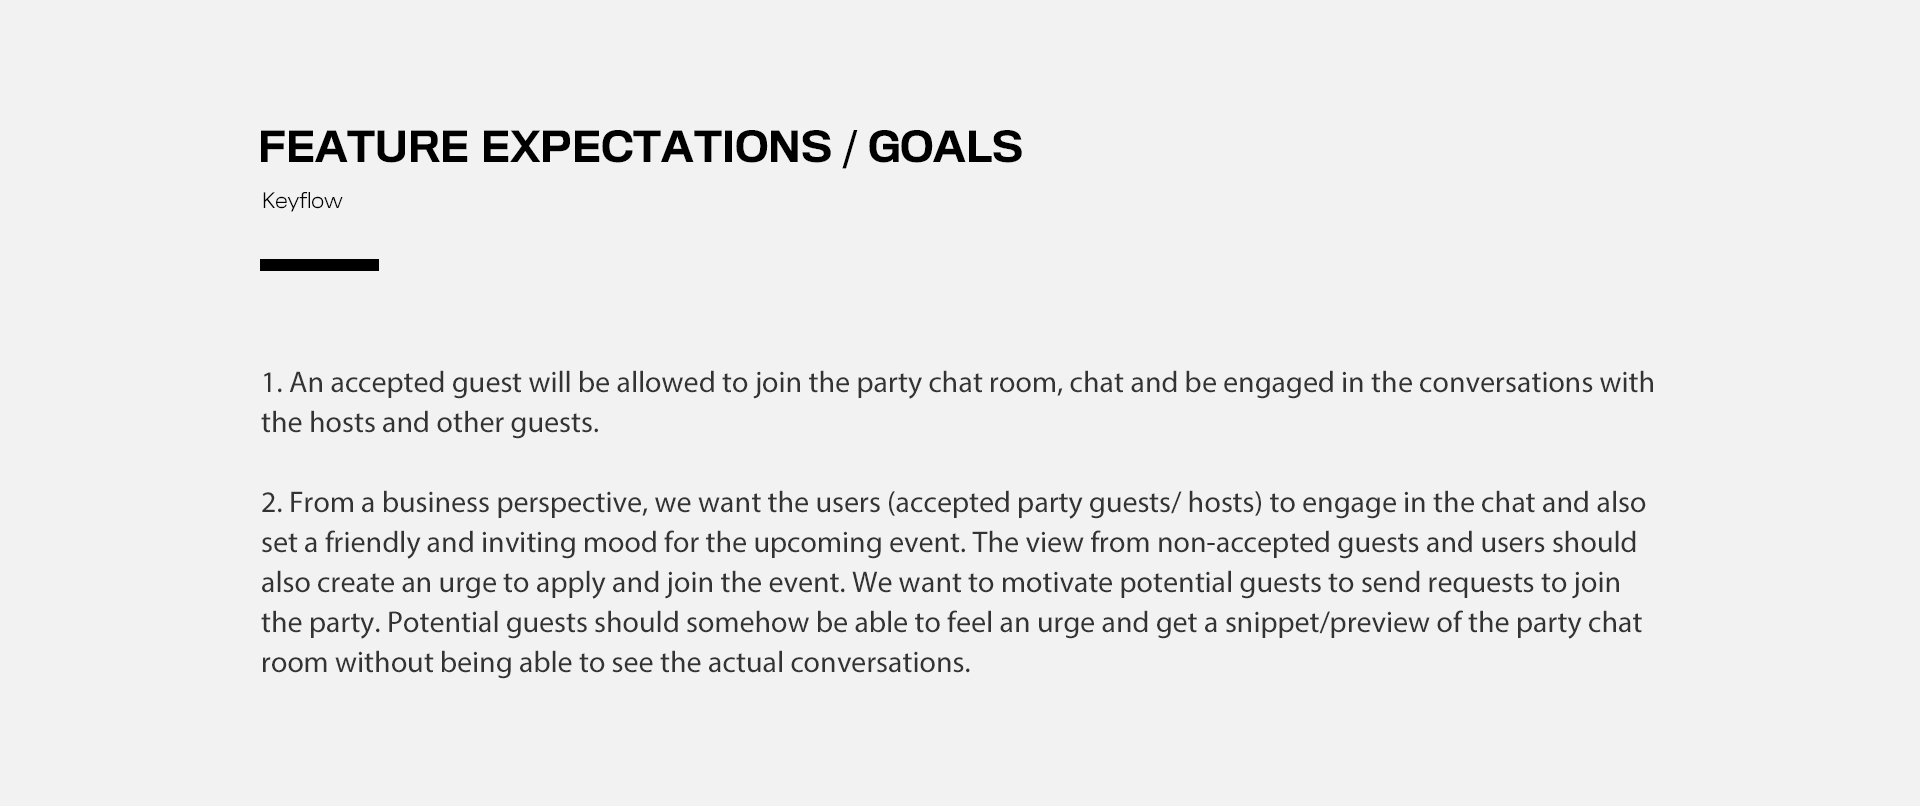 FEATURE EXPECTATIONS / GOALS
Keyflow
1. An accepted guest will be allowed to join the party chat room, chat and be engaged in the conversations with
the hosts and other guests.
2. From a business perspective, we want the users (accepted party guests/ hosts) to engage in the chat and also
set a friendly and inviting mood for the upcoming event. The view from non-accepted guests and users should
also create an urge to apply and join the event. We want to motivate potential guests to send requests to join
the party. Potential guests should somehow be able to feel an urge and get a snippet/preview of the party chat
room without being able to see the actual conversations.